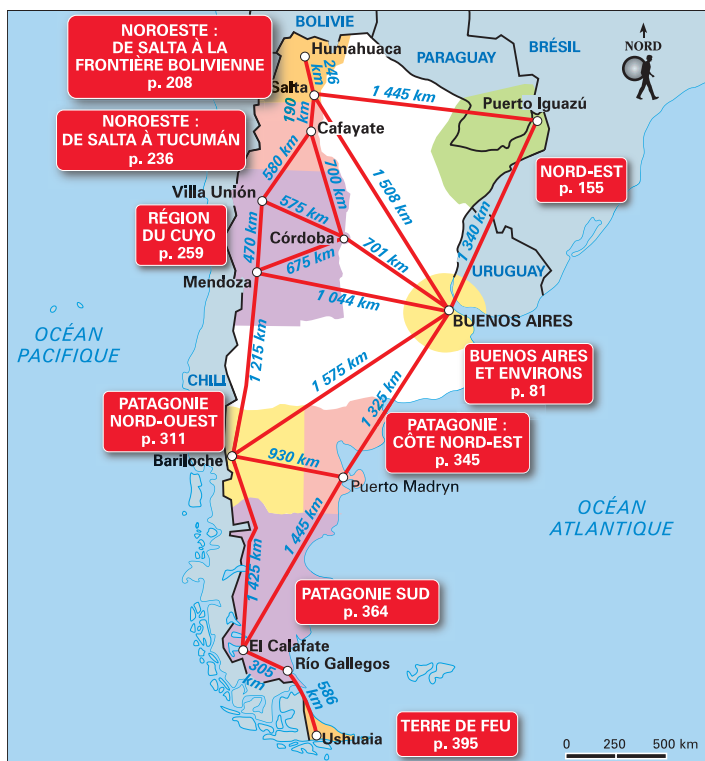 NOROESTE :
DE SALTA À LA
FRONTIÈRE BOLIVIENNE
p. 208
BOLIVIE
Humahuaca
246
km
PARAGUAY
BRÉSIL
NORD
Salta
190
km
1 445 km
Puerto Iguazú
NOROESTE :
DE SALTA À TUCUMÁN
p. 236
Cafayate
580 km
700 km
1 508 km
NORD-EST
p. 155
Villa Unión
575 km
1 340 km
RÉGION
DU CUYO
p. 259
470 km
Córdoba
675 km
701 km
URUGUAY
Mendoza
1 044 km
BUENOS AIRES
OCÉAN
PACIFIQUE
1 215 km
BUENOS AIRES
ET ENVIRONS
p. 81
CHILI
1 575 km
1 325 km
PATAGONIE
NORD-OUEST
p. 311
PATAGONIE :
CÔTE NORD-EST
p. 345
Bariloche
930 km
Puerto Madryn
OCÉAN
ATLANTIQUE
1 445 km
1 425 km
PATAGONIE SUD
p. 364
El Calafate
305
km
Río Gallegos
586
km
TERRE DE FEU
p. 395
Ushuaia
0 250 500 km